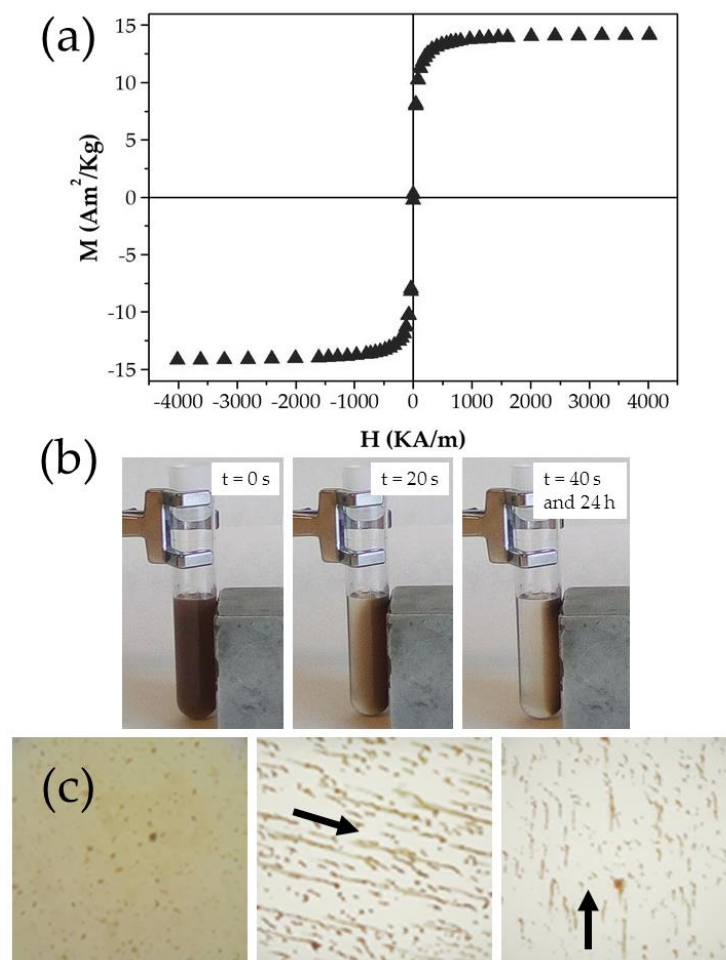 (a)
15
10
5
0
-5
-10
-15
M (Am²/Kg)
-4000 -3000 -2000 -1000 0 1000 2000 3000 4000
H (KA/m)
(b)
t = 0 s
t = 20 s
t = 40 s
and 24 h
(c)